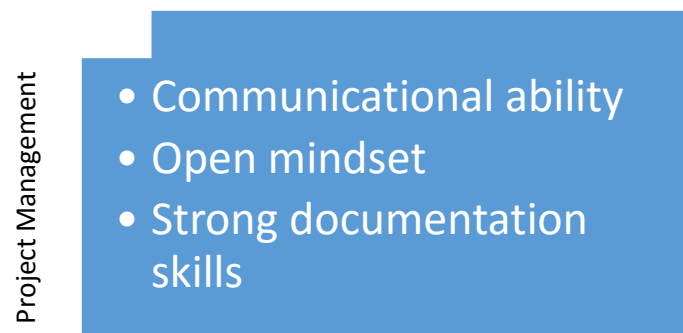 Project Management
• Communicational ability
• Open mindset
• Strong documentation
skills